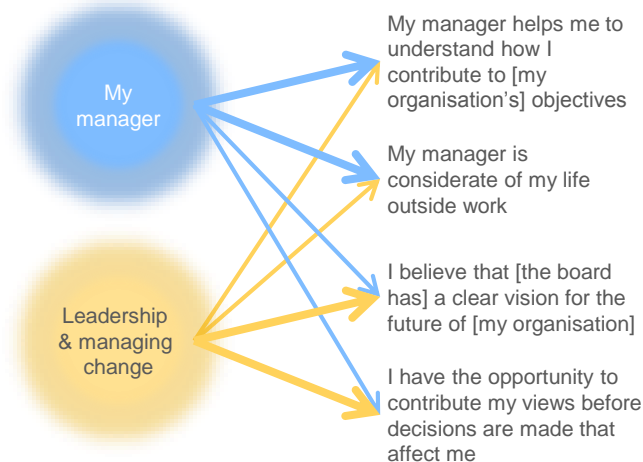 My
manager
Leadership
& managing
change
My manager helps me to
understand how I
contribute to [my
organisation's] objectives
My manager is
considerate of my life
outside work
I believe that [the board
has] a clear vision for the
future of [my organisation]
I have the opportunity to
contribute my views before
decisions are made that
affect me